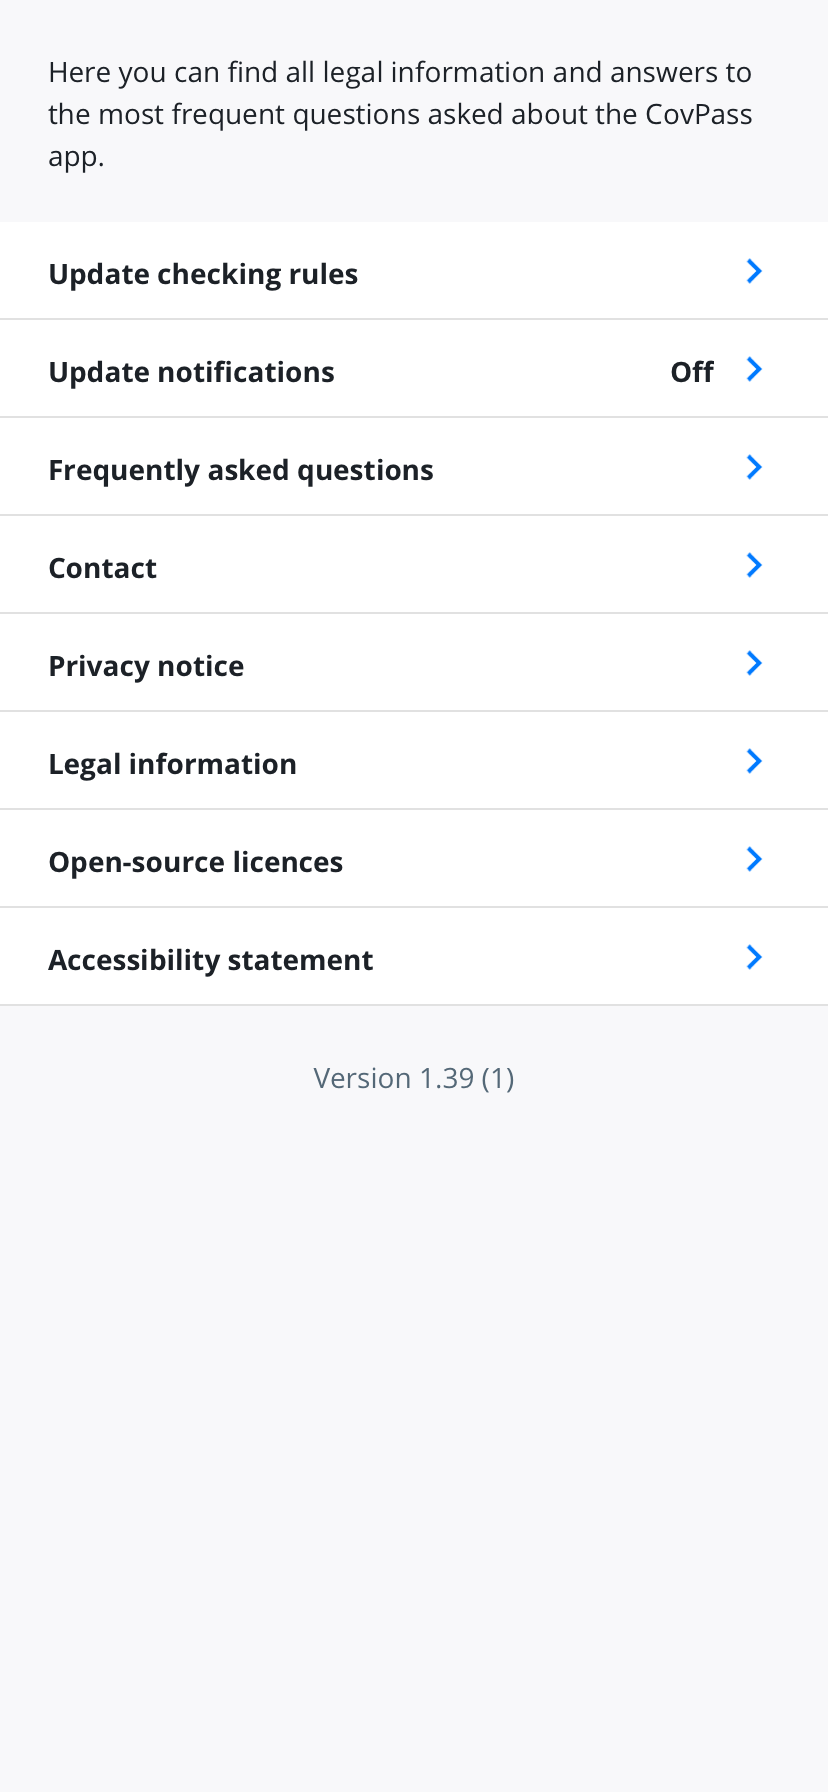 Here you can find all legal information and answers to
the most frequent questions asked about the CovPass
app.
Update checking rules
Update notifications Off
Frequently asked questions
Contact
Privacy notice
Legal information
Open-source licences
Accessibility statement
Version 1.39 (1)